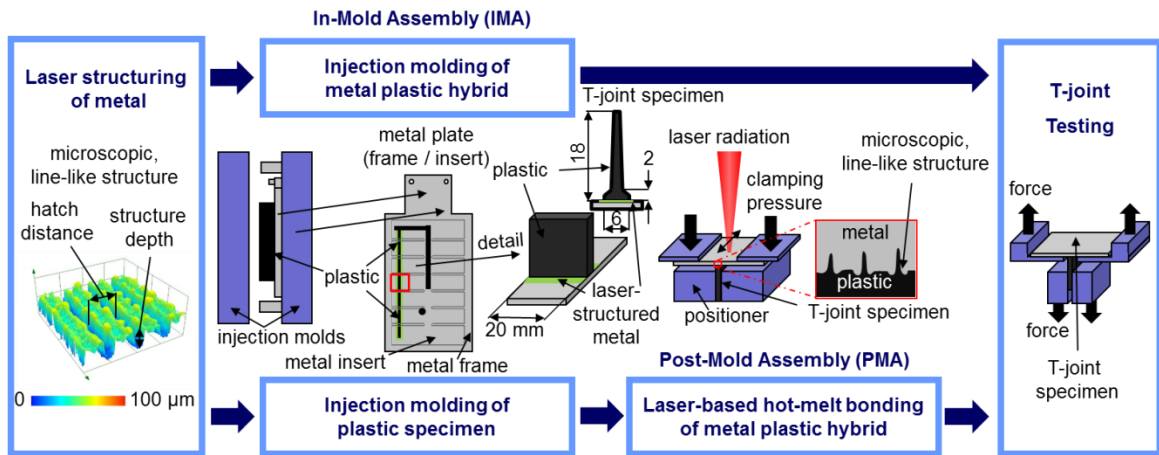 In-Mold Assembly (IMA)
Laser structuring
of metal
microscopic,
line-like structure
hatch
distance
structure
depth
0
100 µm
Injection molding of
metal plastic hybrid
metal plate
(frame / insert)
plastic
injection molds
metal insert
metal frame
detail
T-joint specimen
18
2
6
plastic
20 mm
laser-
structured
metal
laser radiation
clamping
pressure
positioner
T-joint specimen
microscopic,
line-like structure
metal
plastic
T-joint
Testing
force
force
T-joint
specimen
Injection molding of
plastic specimen
Post-Mold Assembly (PMA)
Laser-based hot-melt bonding
of metal plastic hybrid